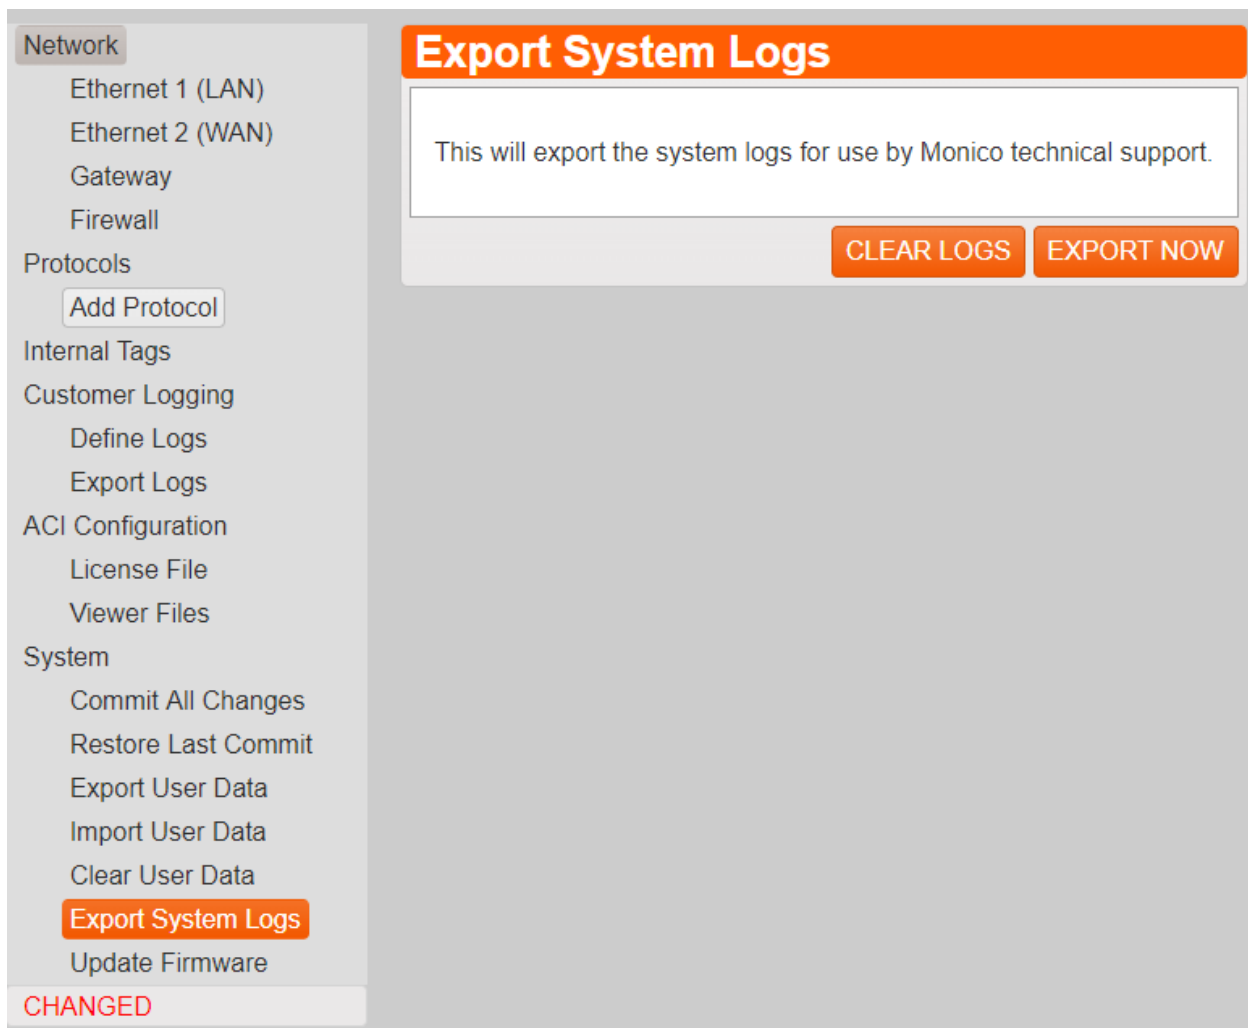 Network
Ethernet 1 (LAN)
Ethernet 2 (WAN)
Gateway
Firewall
Protocols
Add Protocol
Internal Tags
Customer Logging
Define Logs
Export Logs
ACI Configuration
License File
Viewer Files
System
Commit All Changes
Restore Last Commit
Export User Data
Import User Data
Clear User Data
Export System Logs
Update Firmware
CHANGED
Export System Logs
This will export the system logs for use by Monico technical support.
CLEAR LOGS
EXPORT NOW